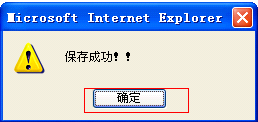 Microsoft Internet Explorer
保存成功！！
确定